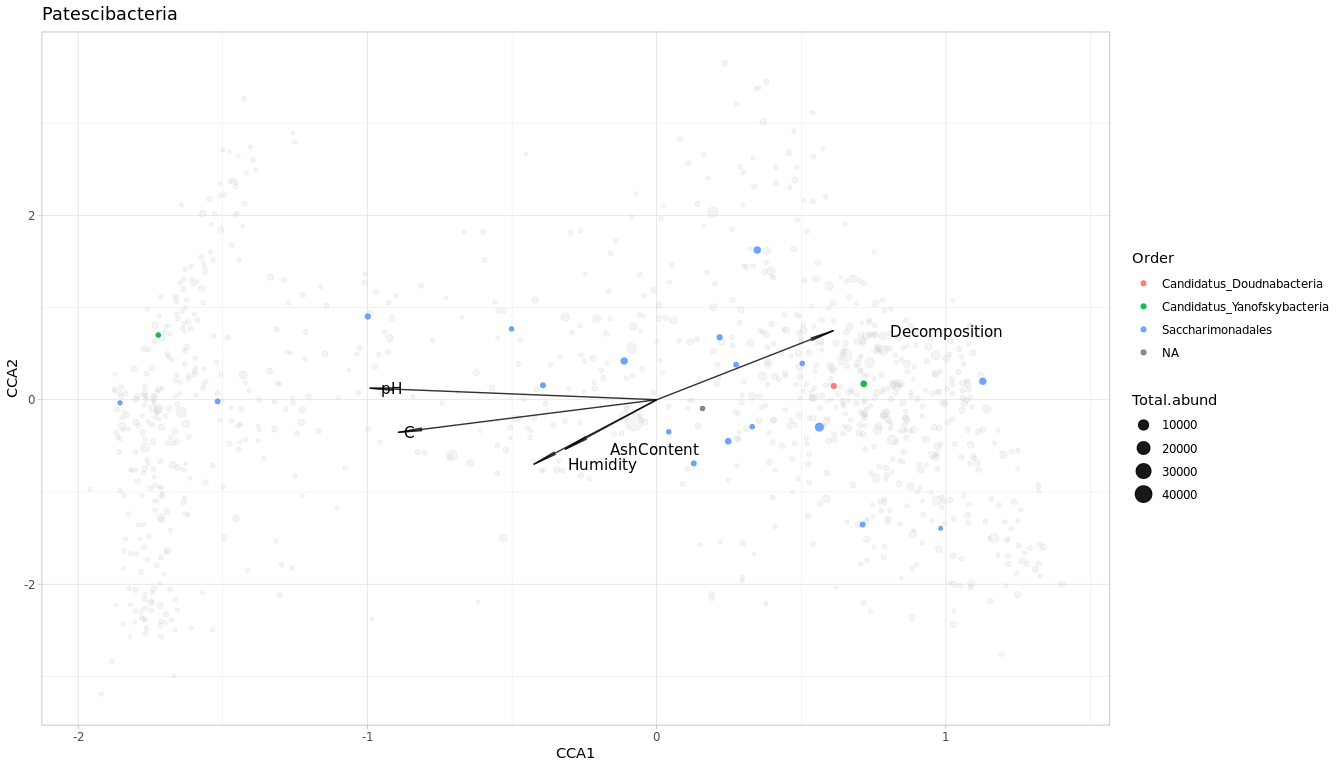 Patescibacteria
CCA2
2
0
-2
Decomposition
pH
C
AshContent
Humidity
-2
-1
0
1
CCA1
Order
Candidatus_Doudnabacteria
Candidatus_Yanofskybacteria
Saccharimonadales
NA
Total.abund
10000
20000
30000
40000